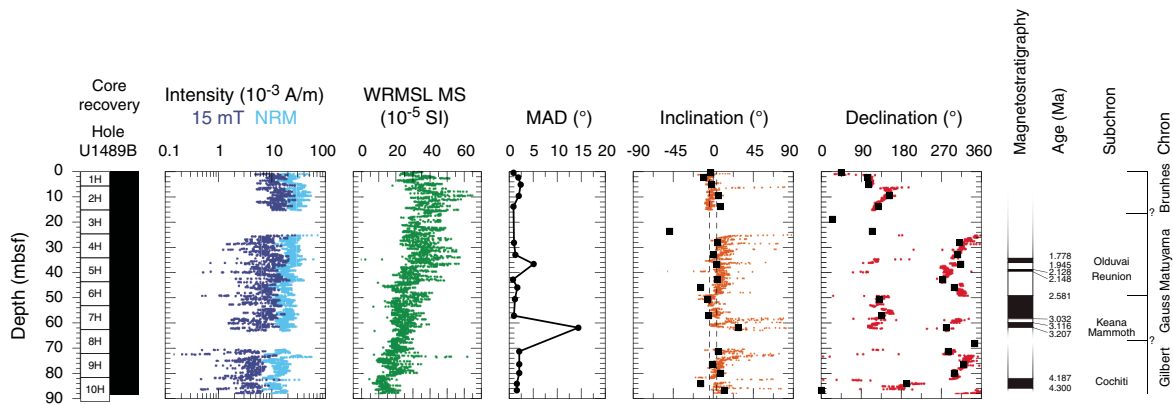 Core
recovery
Hole
U1489B
Intensity (10-3 A/m)
15 mT NRM
0.1 1 10 100
WRMSL MS
(10-5 SI)
0 20 40 60
MAD (°)
0 5 10 15 20
Inclination (°)
-90 -45 0 45 90
Declination (°)
0 90 180 270 360
Magnetostratigraphy
Age (Ma)
Subchron
Chron
Depth (mbsf)
0
10
20
30
40
50
60
70
80
90
1H
2H
3H
4H
5H
6H
7H
8H
9H
10H
1.778
1.945
2.128
2.148
2.581
3.032
3.116
3.207
4.187
4.300
Olduvai
Reunion
Keana
Mammoth
Cochiti
Brunhes
?
Matuyama
Gauss
?
Gilbert